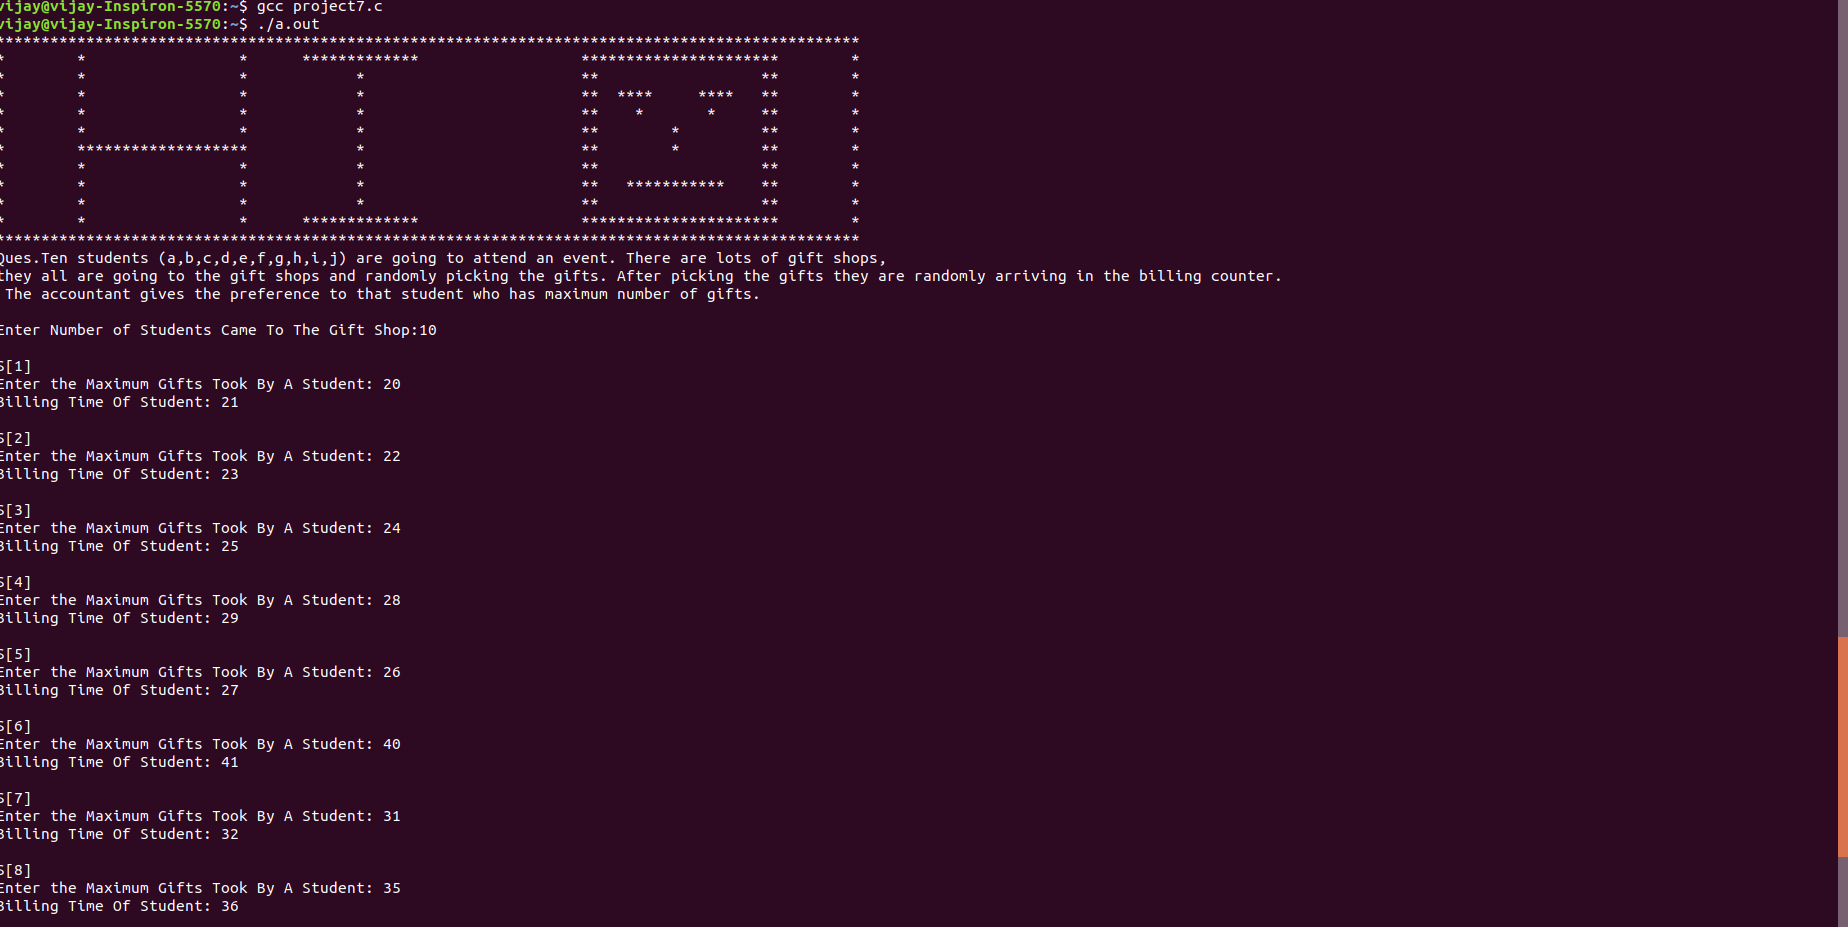 vijay@vijay-Inspiron-5570:~$ gcc project7.c
vijay@vijay-Inspiron-5570:~$ ./a.out
***********************************************************************************************
*        *                 *      *************                  **********************        *
*        *                 *            *                        **                  **        *
*        *                 *            *                        **  ****     ****   **        *
*        *                 *            *                        **    *       *     **        *
*        *                 *            *                        **        *         **        *
*        *******************            *                        **        *         **        *
*        *                 *            *                        **                  **        *
*        *                 *            *                        **   ***********    **        *
*        *                 *            *                        **                  **        *
*        *                 *      *************                  **********************        *
***********************************************************************************************
Ques.Ten students (a,b,c,d,e,f,g,h,i,j) are going to attend an event. There are lots of gift shops,
they all are going to the gift shops and randomly picking the gifts. After picking the gifts they are randomly arriving in the billing counter.
The accountant gives the preference to that student who has maximum number of gifts.
Enter Number of Students Came To The Gift Shop:10
S[1]
Enter the Maximum Gifts Took By A Student: 20
Billing Time Of Student: 21
S[2]
Enter the Maximum Gifts Took By A Student: 22
Billing Time Of Student: 23
S[3]
Enter the Maximum Gifts Took By A Student: 24
Billing Time Of Student: 25
S[4]
Enter the Maximum Gifts Took By A Student: 28
Billing Time Of Student: 29
S[5]
Enter the Maximum Gifts Took By A Student: 26
Billing Time Of Student: 27
S[6]
Enter the Maximum Gifts Took By A Student: 40
Billing Time Of Student: 41
S[7]
Enter the Maximum Gifts Took By A Student: 31
Billing Time Of Student: 32
S[8]
Enter the Maximum Gifts Took By A Student: 35
Billing Time Of Student: 36